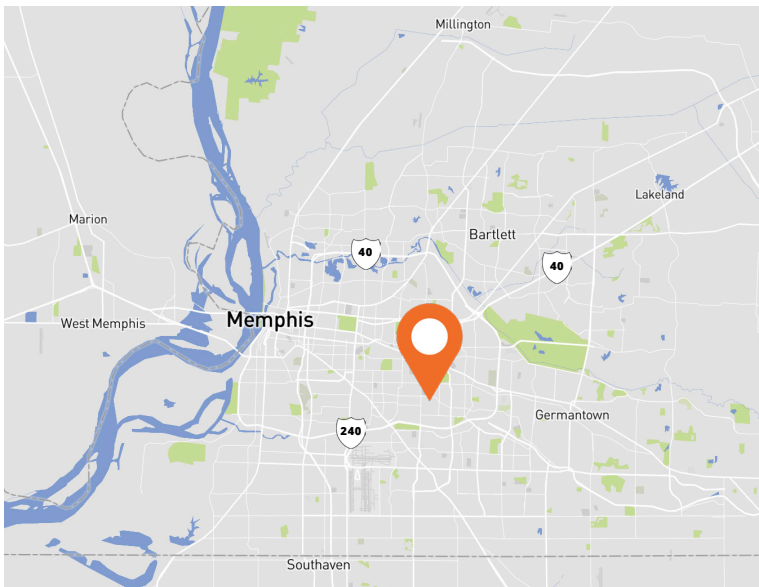 Millington
Lakeland
Marion
Bartlett
40
40
Memphis
West Memphis
Germantown
240
Southaven